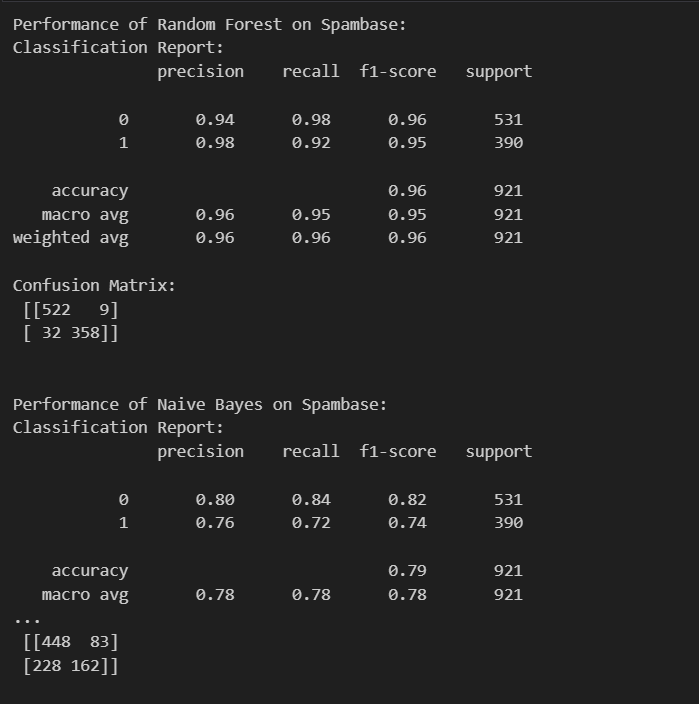 Performance of Random Forest on Spambase:
Classification Report:
precision recall f1-score support
0 0.94 0.98 0.96 531
1 0.98 0.92 0.95 390
accuracy 0.96 921
macro avg 0.96 0.95 0.95 921
weighted avg 0.96 0.96 0.96 921
Confusion Matrix:
[[522 9]
[ 32 358]]
Performance of Naive Bayes on Spambase:
Classification Report:
precision recall f1-score support
0 0.80 0.84 0.82 531
1 0.76 0.72 0.74 390
accuracy 0.79 921
macro avg 0.78 0.78 0.78 921
...
[[448 83]
[228 162]]